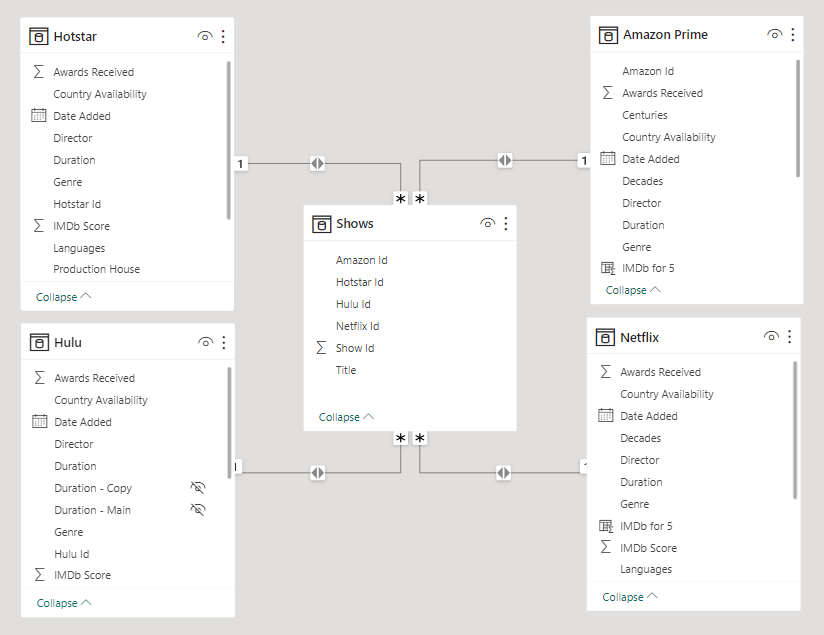 Hotstar
Awards Received
Country Availability
Date Added
Director
Duration
Genre
Hotstar Id
IMDb Score
Languages
Production House
Collapse
Amazon Prime
Amazon Id
Awards Received
Centuries
Country Availability
Date Added
Decades
Director
Duration
Genre
IMDb for 5
Collapse
1
1
* *
Shows
Amazon Id
Hotstar Id
Hulu Id
Netflix Id
Show Id
Title
Collapse
* *
Hulu
Awards Received
Country Availability
Date Added
Director
Duration
Duration - Copy
Duration - Main
Genre
Hulu Id
IMDb Score
Collapse
Netflix
Awards Received
Country Availability
Date Added
Decades
Director
Duration
Genre
IMDb for 5
IMDb Score
Languages
Collapse